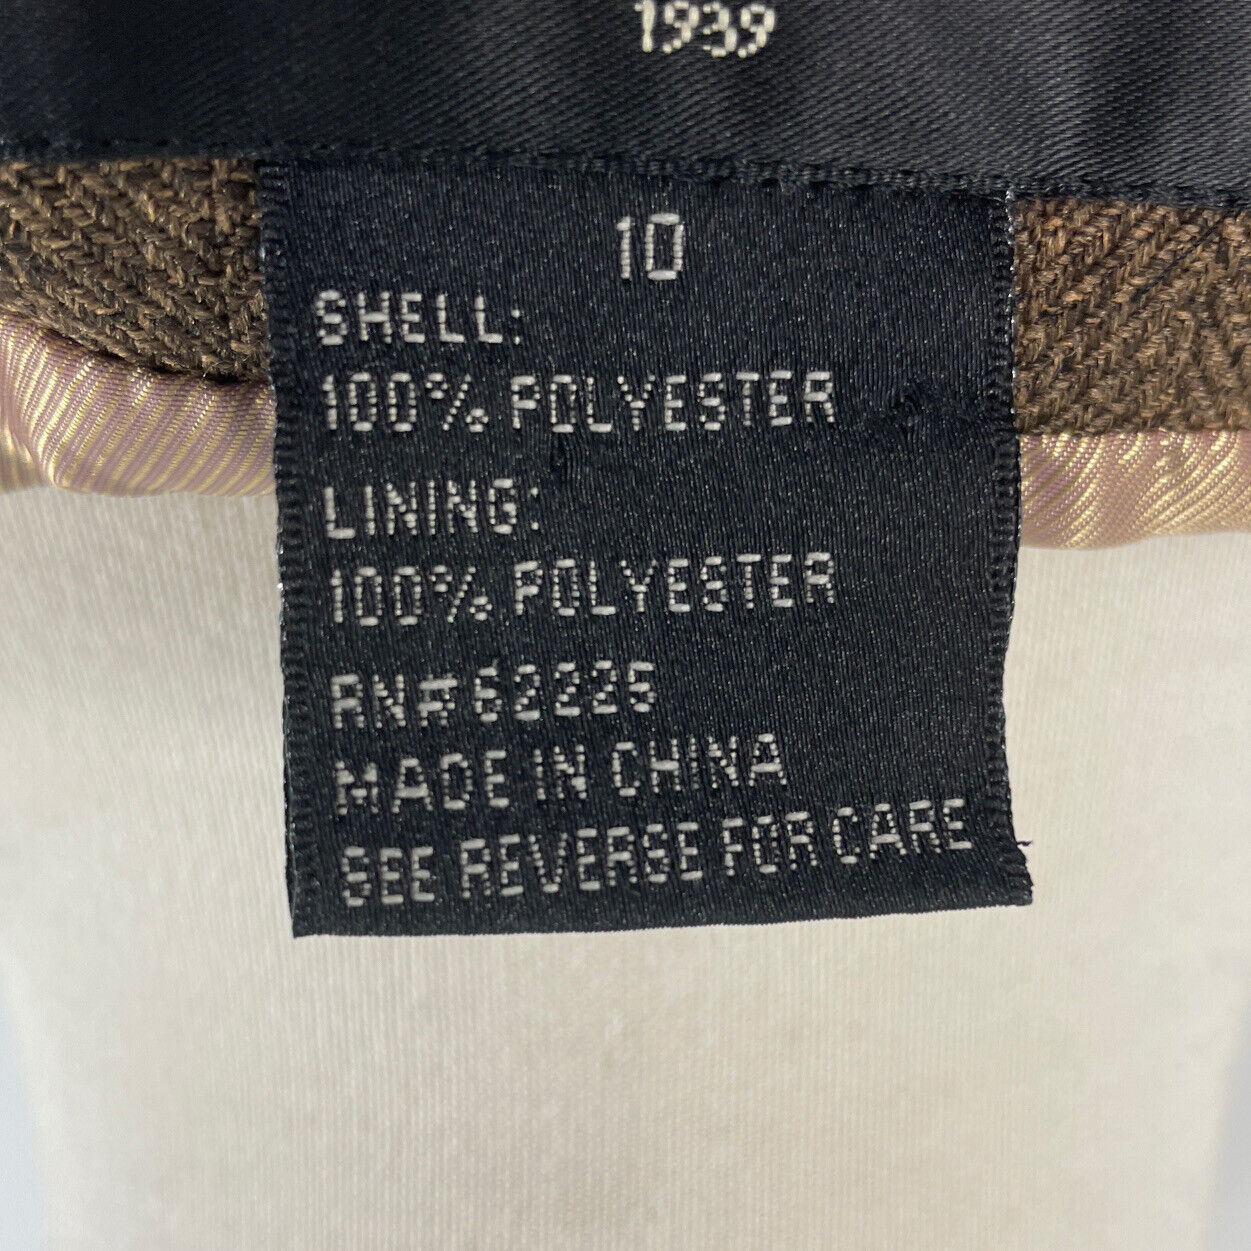 1939
10
SHELL:
100% POLYESTER
LINING:
100% POLYESTER
RN#62225
MADE IN CHINA
SEE REVERSE FOR CARE